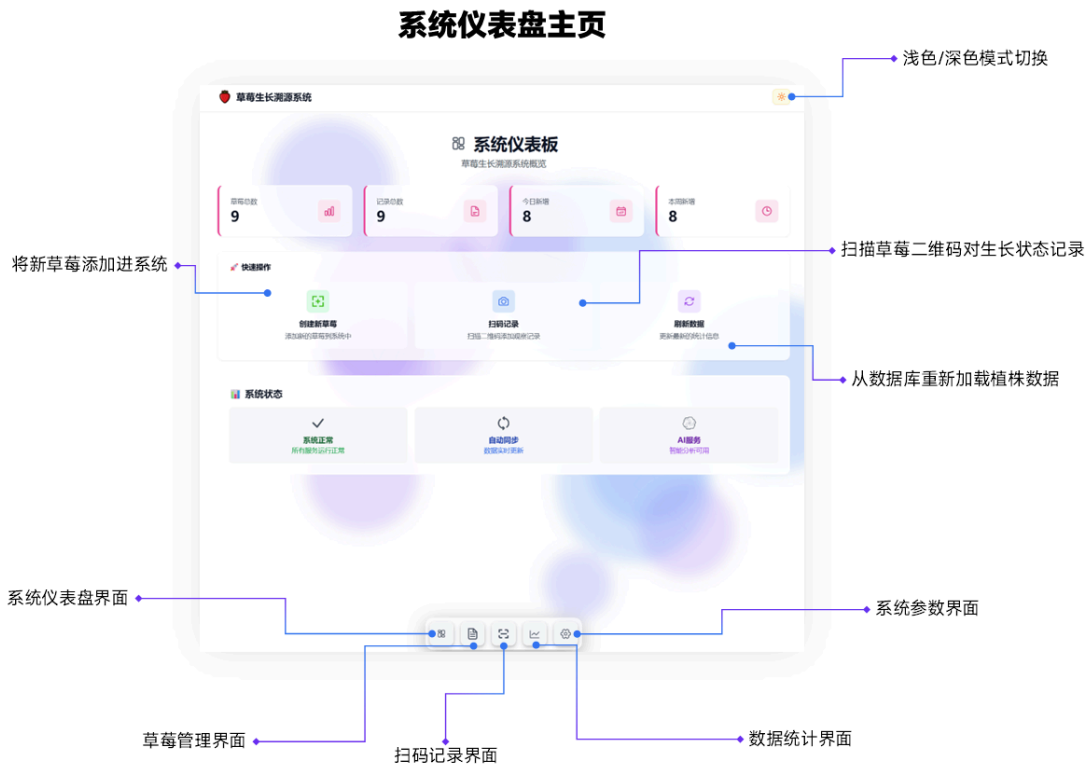 系统仪表盘主页
浅色/深色模式切换
草莓生长溯源系统
系统仪表板
草莓生长溯源系统概览
草莓总数
9
记录总数
9
今日新增
8
本周新增
8
将新草莓添加进系统
扫描草莓二维码对生长状态记录
快速操作
创建新草莓
添加新的草莓到系统中
扫码记录
扫描二维码添加观察记录
刷新数据
更新最新的统计信息
从数据库重新加载植株数据
系统状态
系统正常
所有服务运行正常
自动同步
数据实时更新
AI服务
智能分析可用
系统仪表盘界面
系统参数界面
草莓管理界面
扫码记录界面
数据统计界面